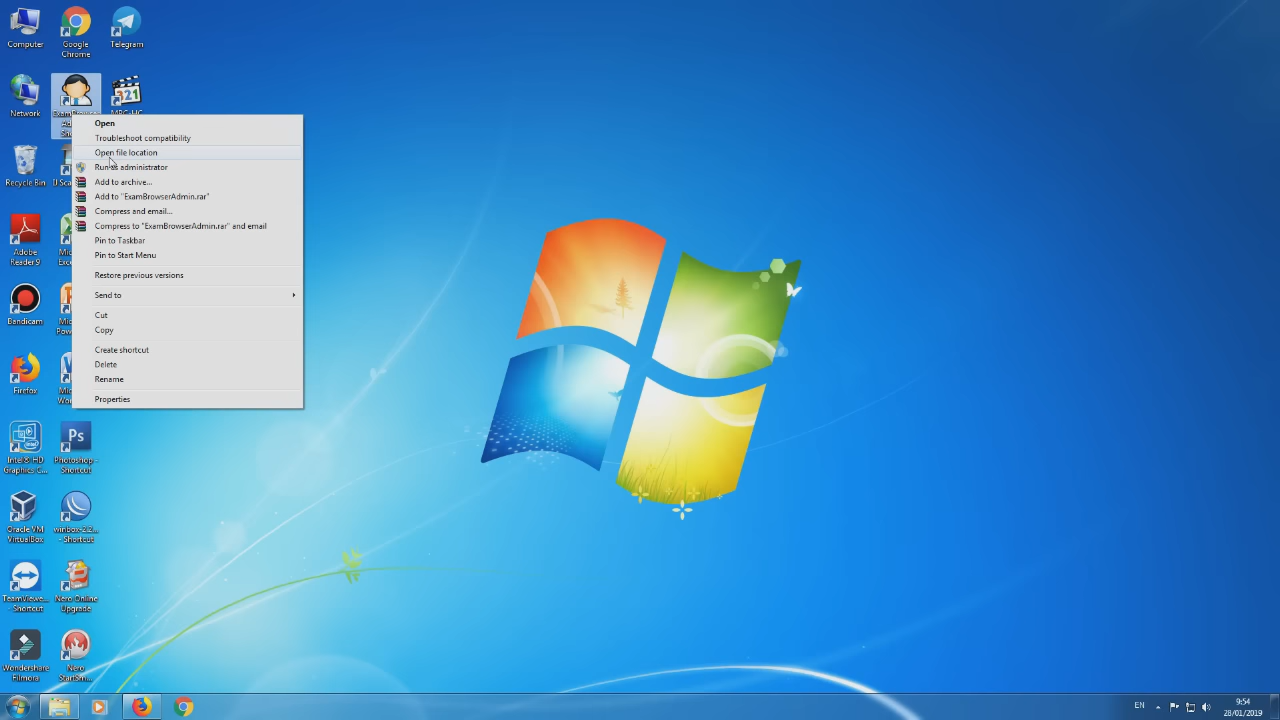 Computer
Google
Chrome
Telegram
Network
Recycle Bin
Adobe
Reader 9
Bandicam
Firefox
Intel® HD
Graphics C...
Photoshop -
Shortcut
Oracle VM
VirtualBox
winbox-2.2...
- Shortcut
TeamViewe...
- Shortcut
Nero Online
Upgrade
Wondershare
Filmora
Nero
StartSm...
Open
Troubleshoot compatibility
Open file location
Run as administrator
Add to archive...
Add to "ExamBrowserAdmin.rar"
Compress and email...
Compress to "ExamBrowserAdmin.rar" and email
Pin to Taskbar
Pin to Start Menu
Restore previous versions
Send to
Cut
Copy
Create shortcut
Delete
Rename
Properties
EN
9:54
28/01/2019